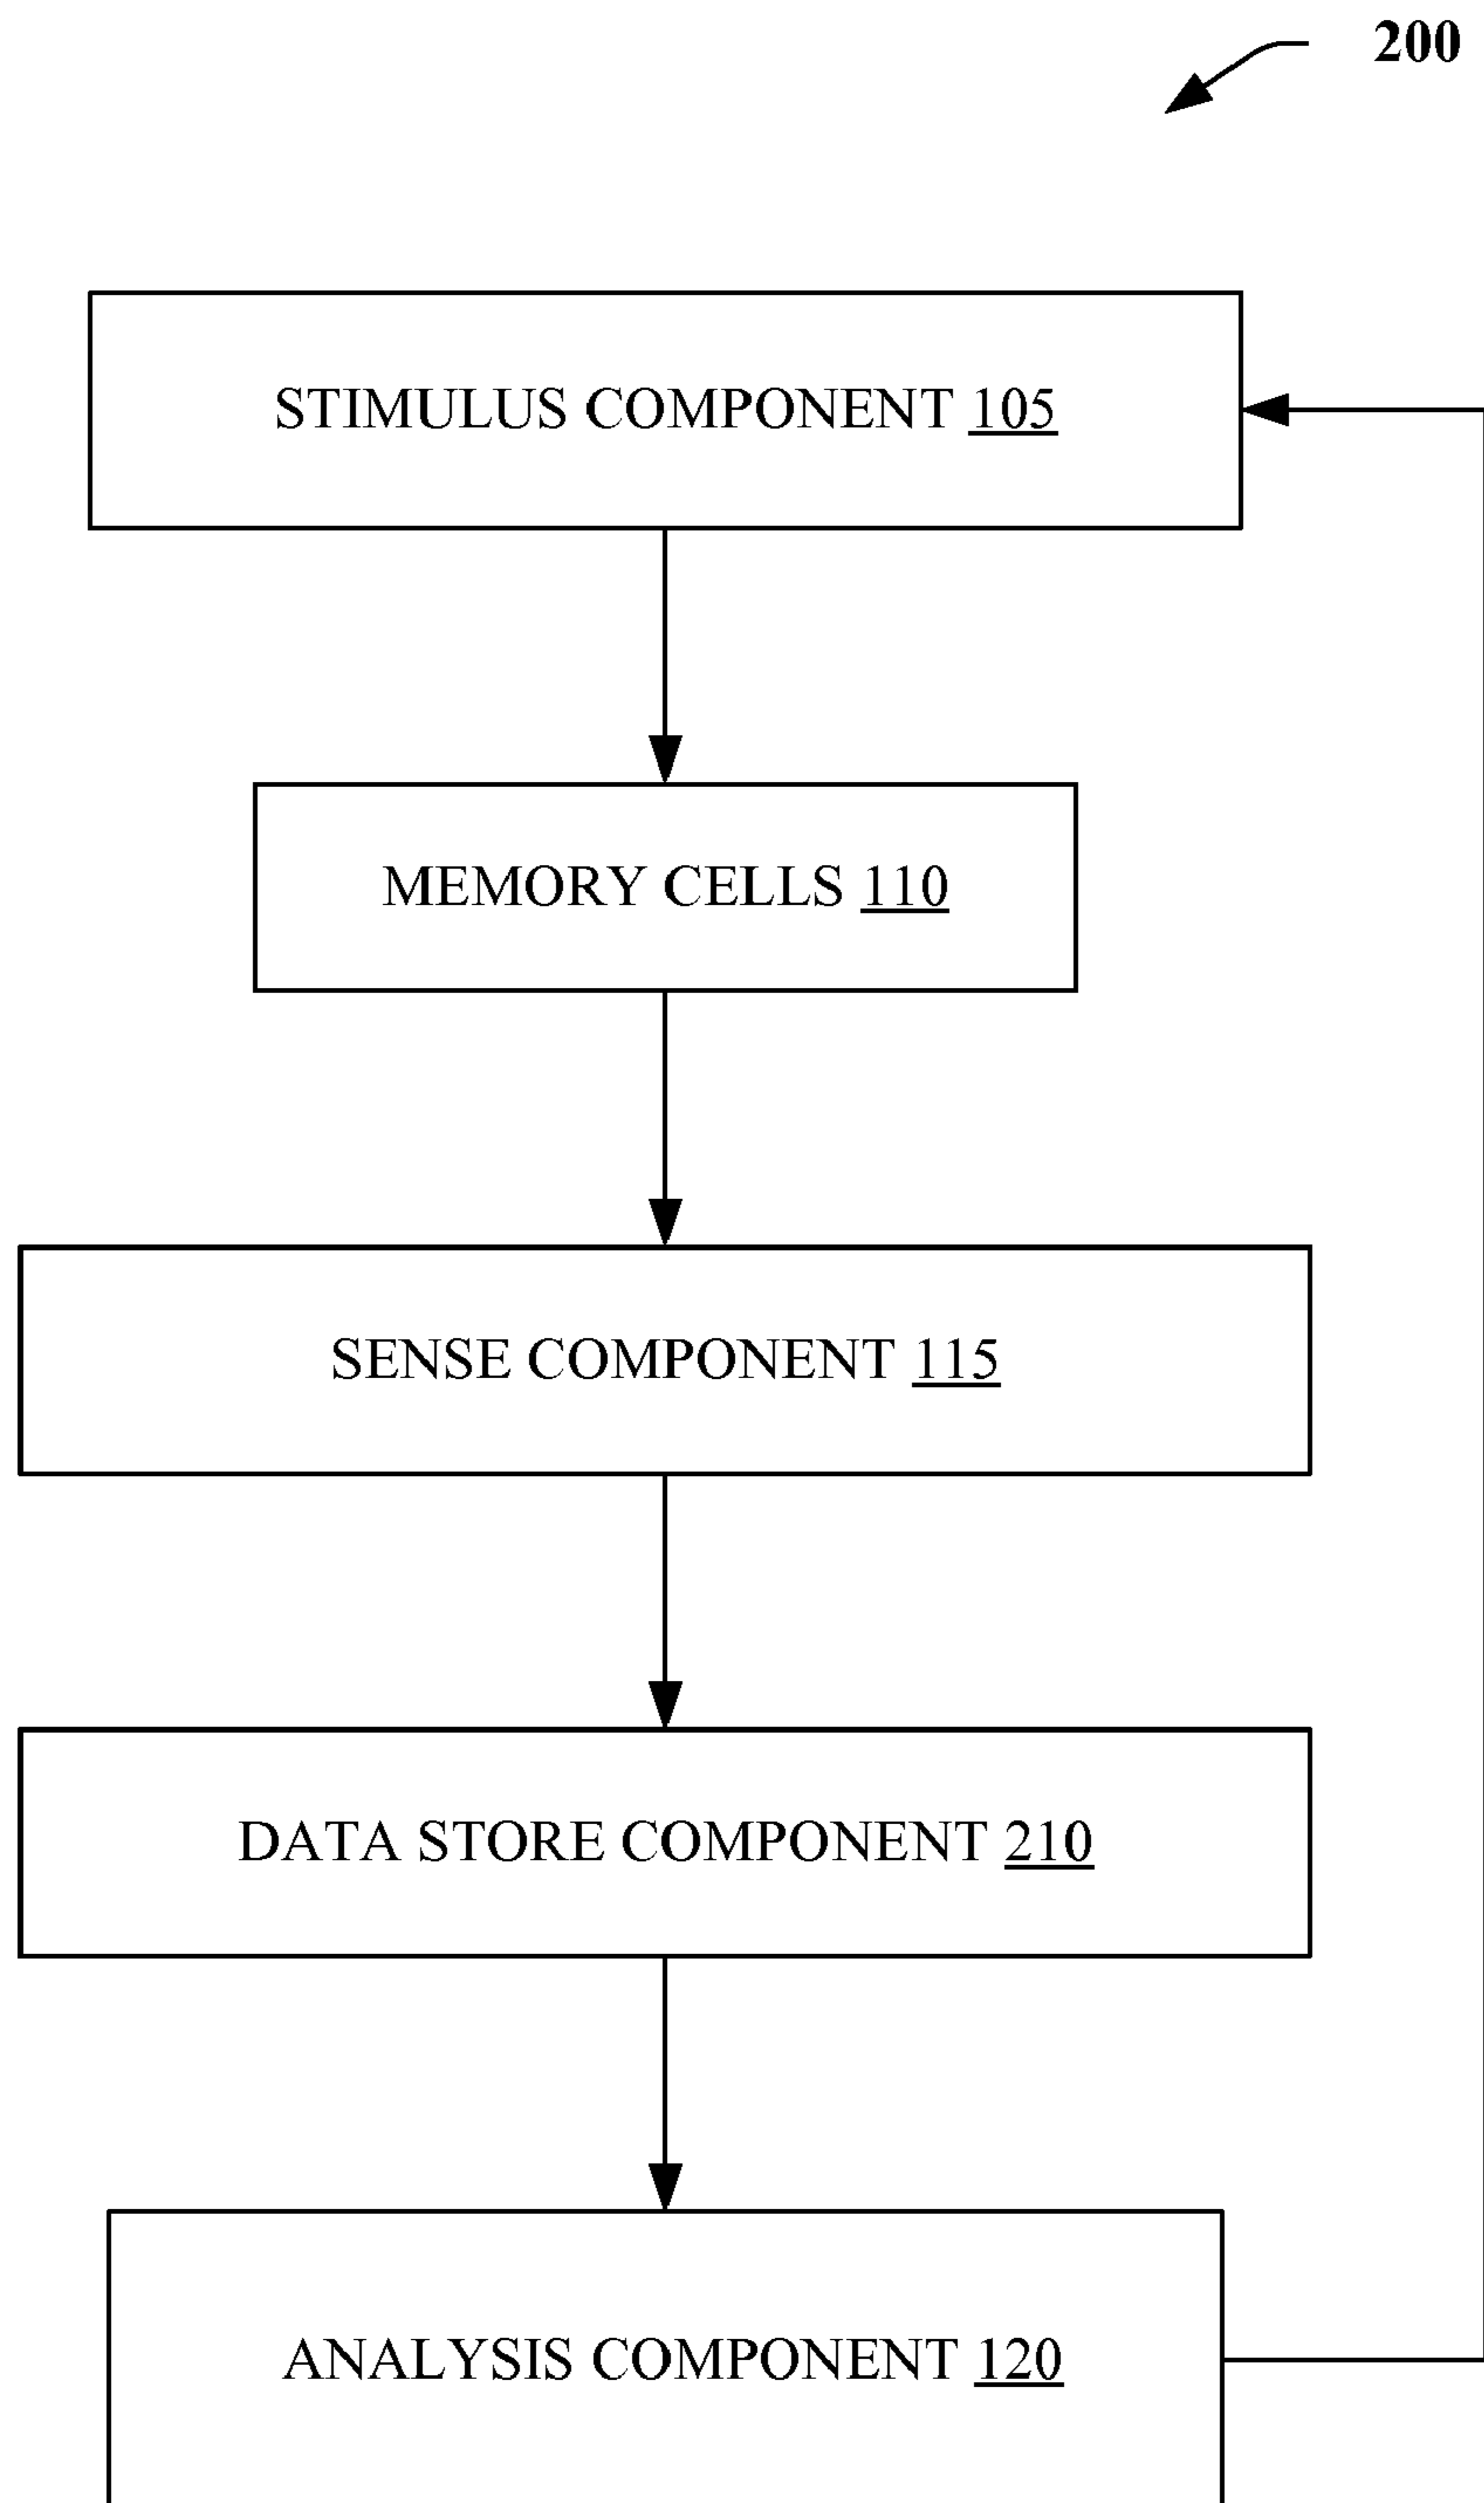 200
STIMULUS COMPONENT 105
MEMORY CELLS 110
SENSE COMPONENT 115
DATA STORE COMPONENT 210
ANALYSIS COMPONENT 120